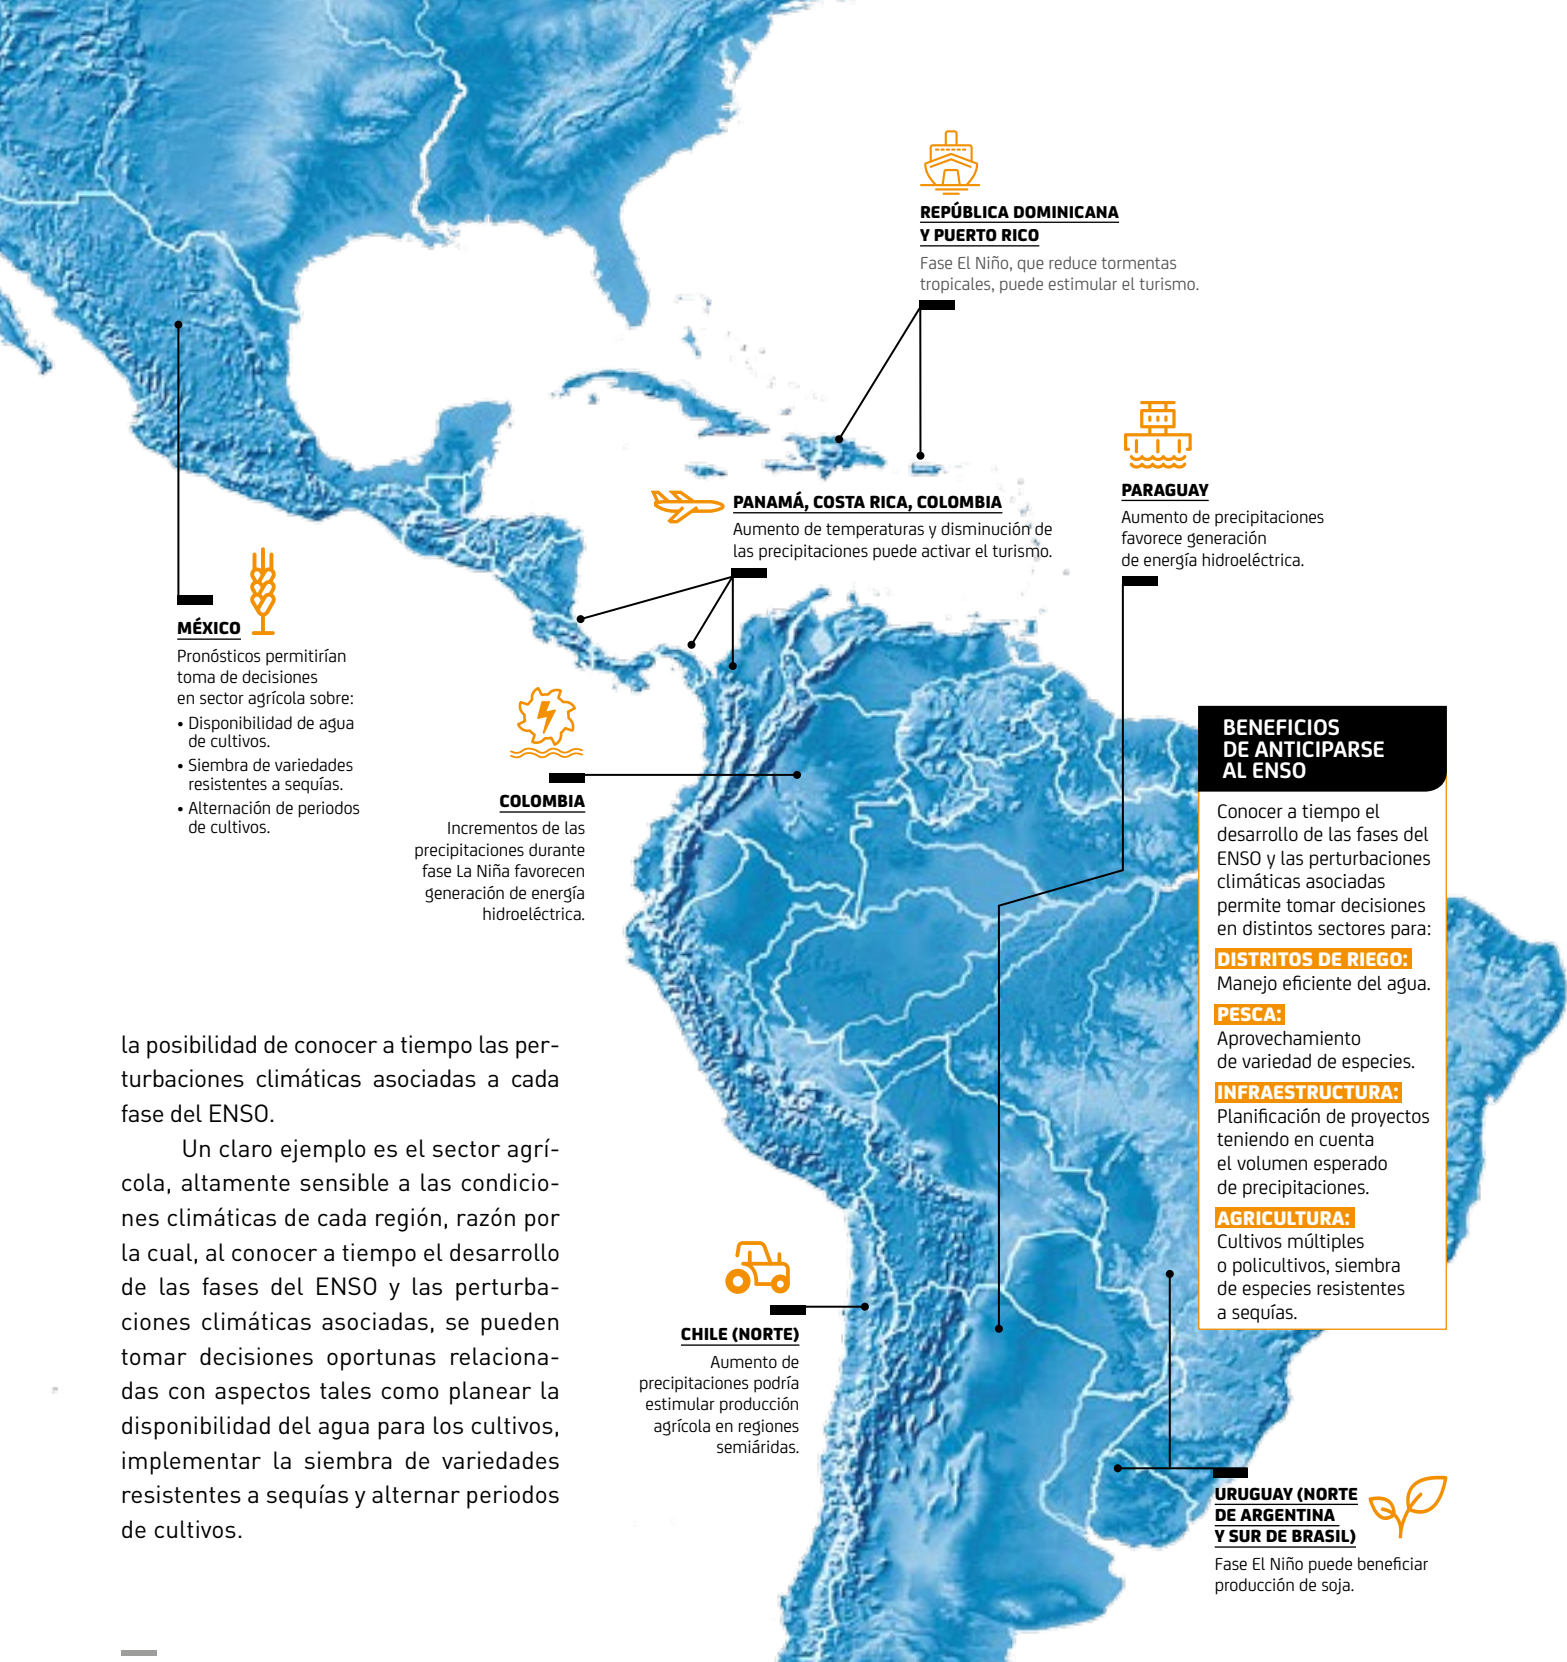 REPÚBLICA DOMINICANA
Y PUERTO RICO
Fase El Niño, que reduce tormentas
tropicales, puede estimular el turismo.
PARAGUAY
Aumento de precipitaciones
favorece generación
de energía hidroeléctrica.
PANAMÁ, COSTA RICA, COLOMBIA
Aumento de temperaturas y disminución de
las precipitaciones puede activar el turismo.
MÉXICO
Pronósticos permitirían
toma de decisiones
en sector agrícola sobre:
• Disponibilidad de agua
de cultivos.
• Siembra de variedades
resistentes a sequías.
• Alternación de periodos
de cultivos.
COLOMBIA
Incrementos de las
precipitaciones durante
fase La Niña favorecen
generación de energía
hidroeléctrica.
BENEFICIOS
DE ANTICIPARSE
AL ENSO
Conocer a tiempo el
desarrollo de las fases del
ENSO y las perturbaciones
climáticas asociadas
permite tomar decisiones
en distintos sectores para:
DISTRITOS DE RIEGO:
Manejo eficiente del agua.
PESCA:
Aprovechamiento
de variedad de especies.
INFRAESTRUCTURA:
Planificación de proyectos
teniendo en cuenta
el volumen esperado
de precipitaciones.
AGRICULTURA:
Cultivos múltiples
o policultivos, siembra
de especies resistentes
a sequías.
la posibilidad de conocer a tiempo las per-
turbaciones climáticas asociadas a cada
fase del ENSO.
Un claro ejemplo es el sector agrí-
cola, altamente sensible a las condicio-
nes climáticas de cada región, razón por
la cual, al conocer a tiempo el desarrollo
de las fases del ENSO y las perturba-
ciones climáticas asociadas, se pueden
tomar decisiones oportunas relaciona-
das con aspectos tales como planear la
disponibilidad del agua para los cultivos,
implementar la siembra de variedades
resistentes a sequías y alternar periodos
de cultivos.
CHILE (NORTE)
Aumento de
precipitaciones podría
estimular producción
agrícola en regiones
semiáridas.
URUGUAY (NORTE
DE ARGENTINA
Y SUR DE BRASIL)
Fase El Niño puede beneficiar
producción de soja.